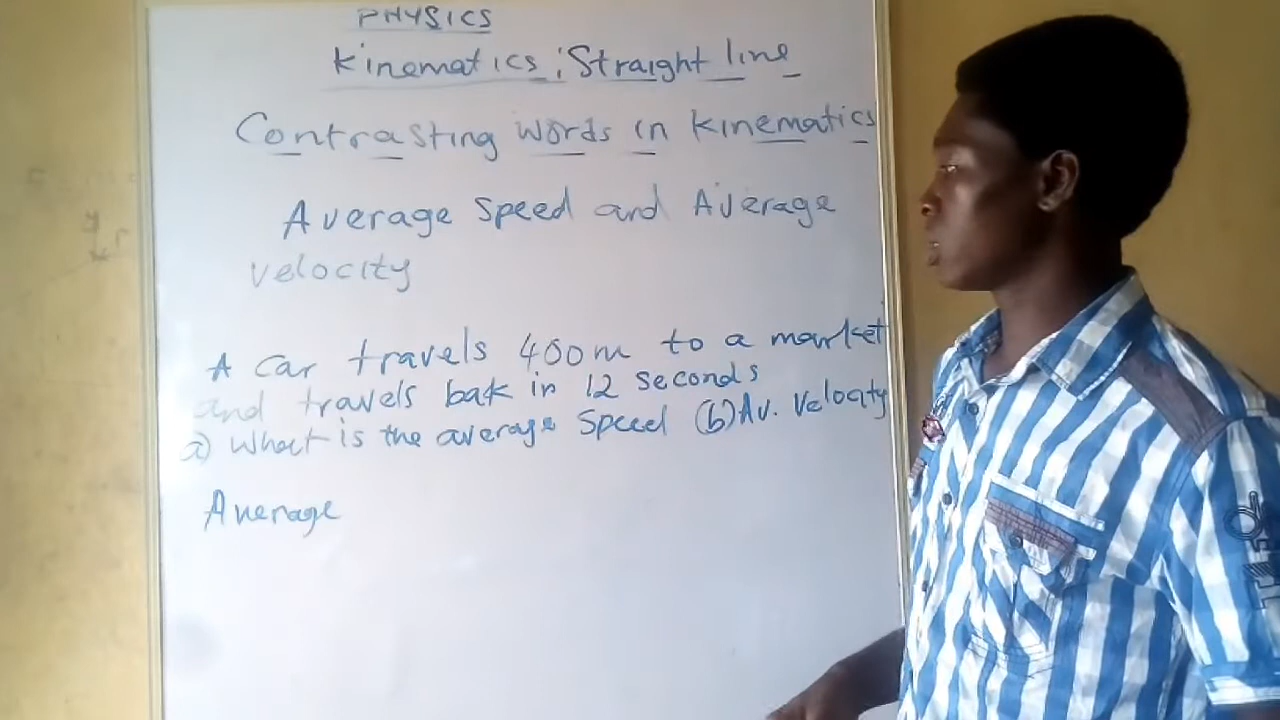 PHYSICS
Kinematics ; Straight line
Contrasting words in Kinematics
Average Speed and Average
velocity
A car travels 400m to a market
and travels bak in 12 seconds
a) What is the average Speed (b) Av. Velocity
Average